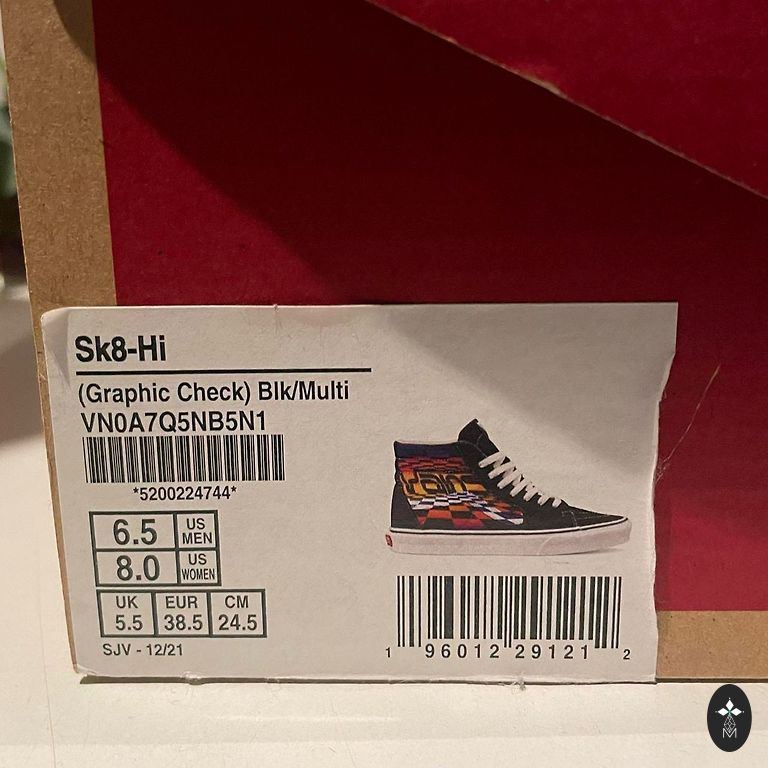 Sk8-Hi
(Graphic Check) Blk/Multi
VN0A7Q5NB5N1
*5200224744*
6.5 US MEN
8.0 US WOMEN
UK EUR CM
5.5 38.5 24.5
SJV - 12/21
1 96012 29121 2
M